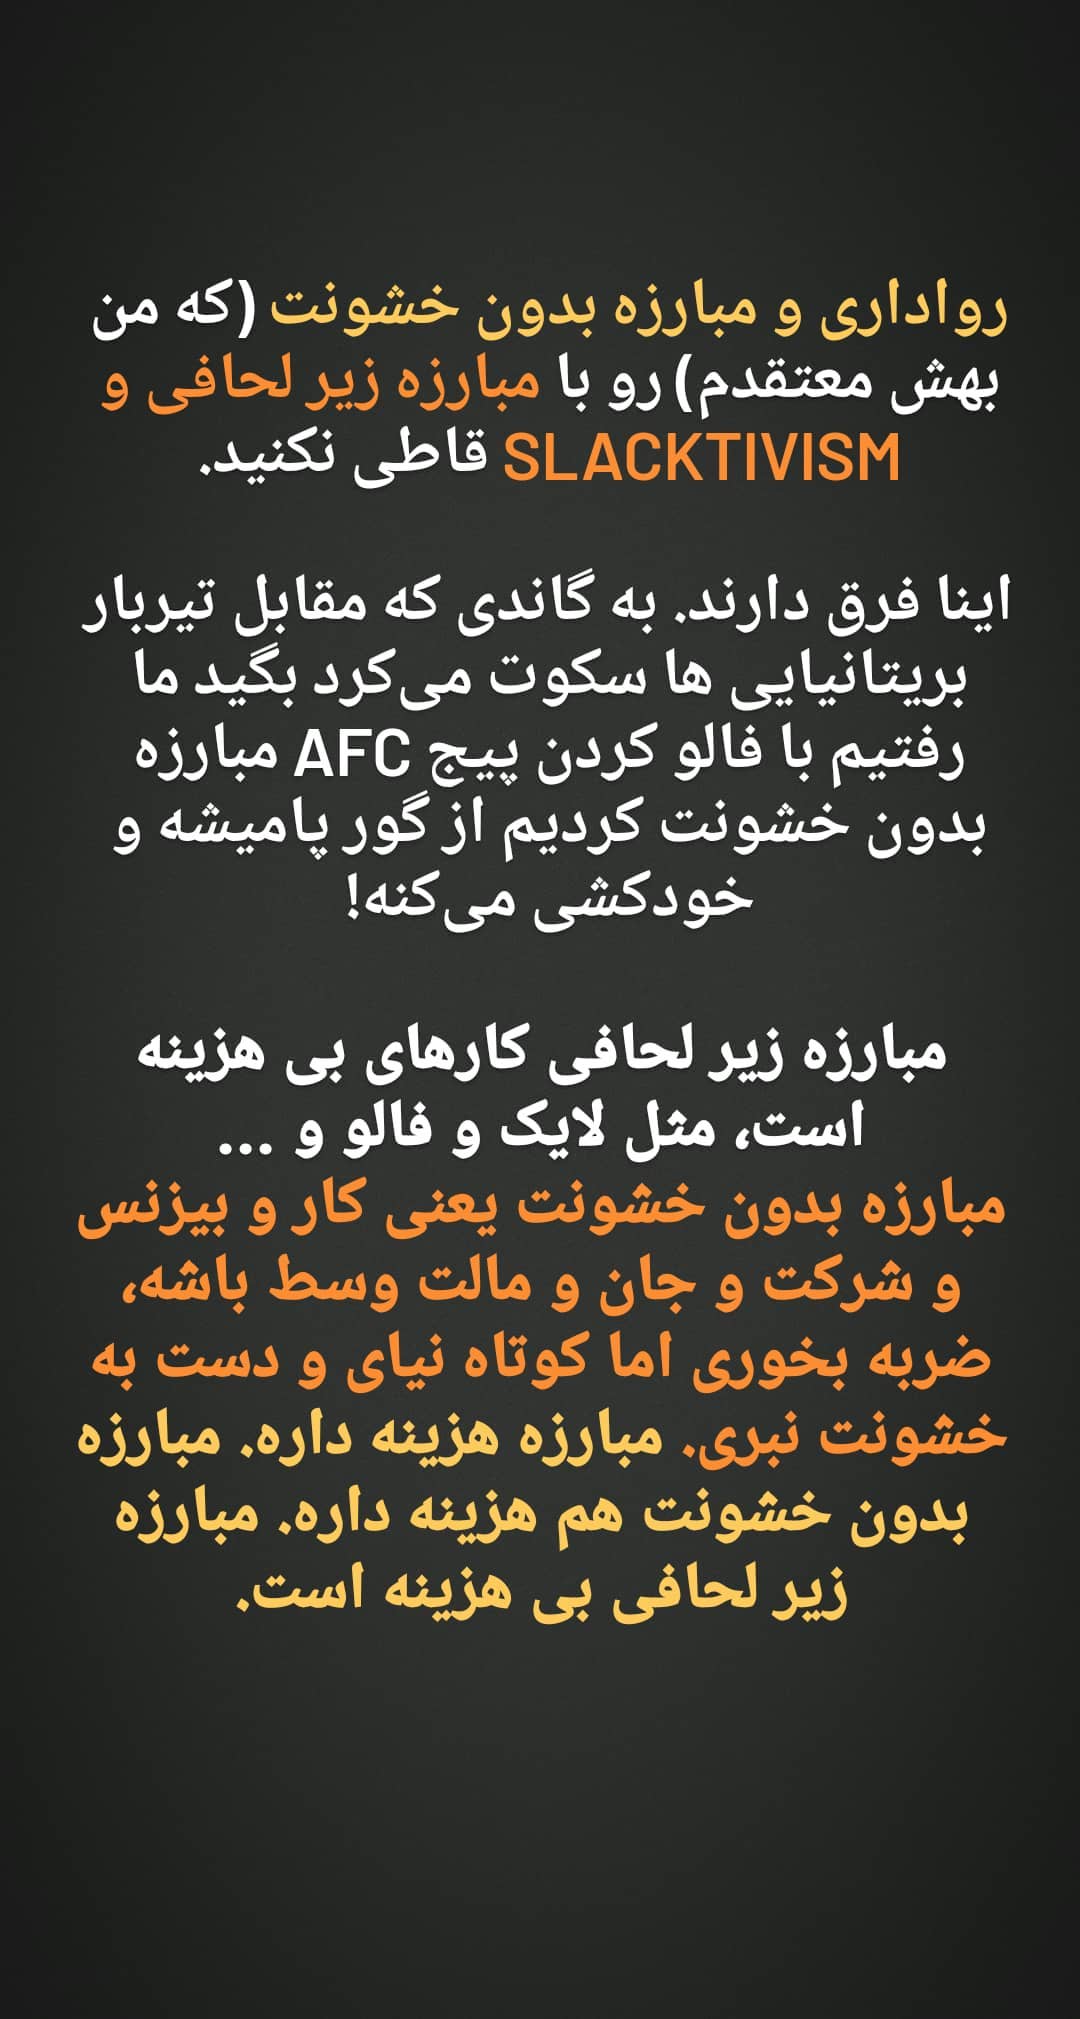 رواداری و مبارزه بدون خشونت (که من
بهش معتقدم) رو با مبارزه زیر لحافی و
SLACKTIVISM قاطی نکنید.
اینا فرق دارند. به گاندی که مقابل تیربار
بریتانیایی ها سکوت می‌کرد بگید ما
رفتیم با فالو کردن پیج AFC مبارزه
بدون خشونت کردیم از گور پامیشه و
خودکشی می‌کنه!
مبارزه زیر لحافی کارهای بی هزینه
است، مثل لایک و فالو و ...
مبارزه بدون خشونت یعنی کار و بیزنس
و شرکت و جان و مالت وسط باشه،
ضربه بخوری اما کوتاه نیای و دست به
خشونت نبری. مبارزه هزینه داره. مبارزه
بدون خشونت هم هزینه داره. مبارزه
زیر لحافی بی هزینه است.